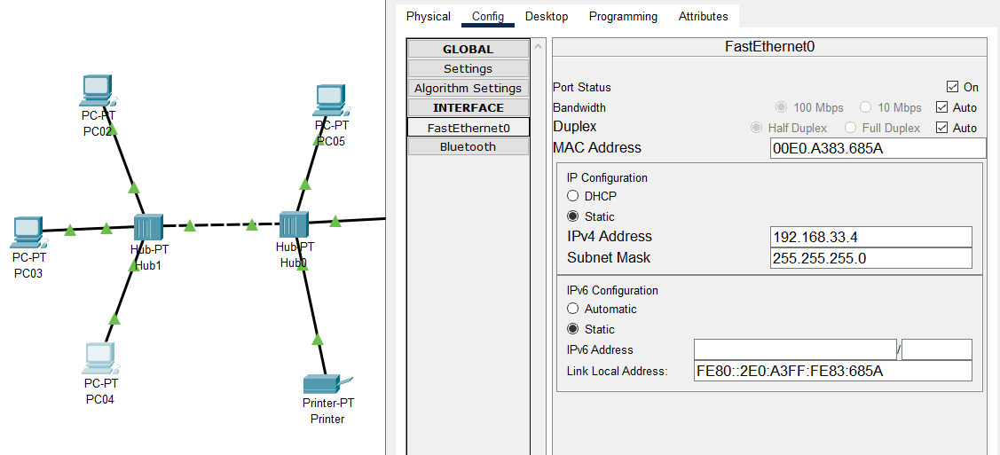 PC-PT
PC02
PC-PT
PC05
PC-PT
PC03
Hub-PT
Hub1
Hub-PT
Hub0
PC-PT
PC04
Printer-PT
Printer
Physical Config Desktop Programming Attributes
GLOBAL
Settings
Algorithm Settings
INTERFACE
FastEthernet0
Bluetooth
FastEthernet0
Port Status On
Bandwidth 100 Mbps 10 Mbps Auto
Duplex Half Duplex Full Duplex Auto
MAC Address 00E0.A383.685A
IP Configuration
DHCP
Static
IPv4 Address 192.168.33.4
Subnet Mask 255.255.255.0
IPv6 Configuration
Automatic
Static
IPv6 Address /
Link Local Address: FE80::2E0:A3FF:FE83:685A